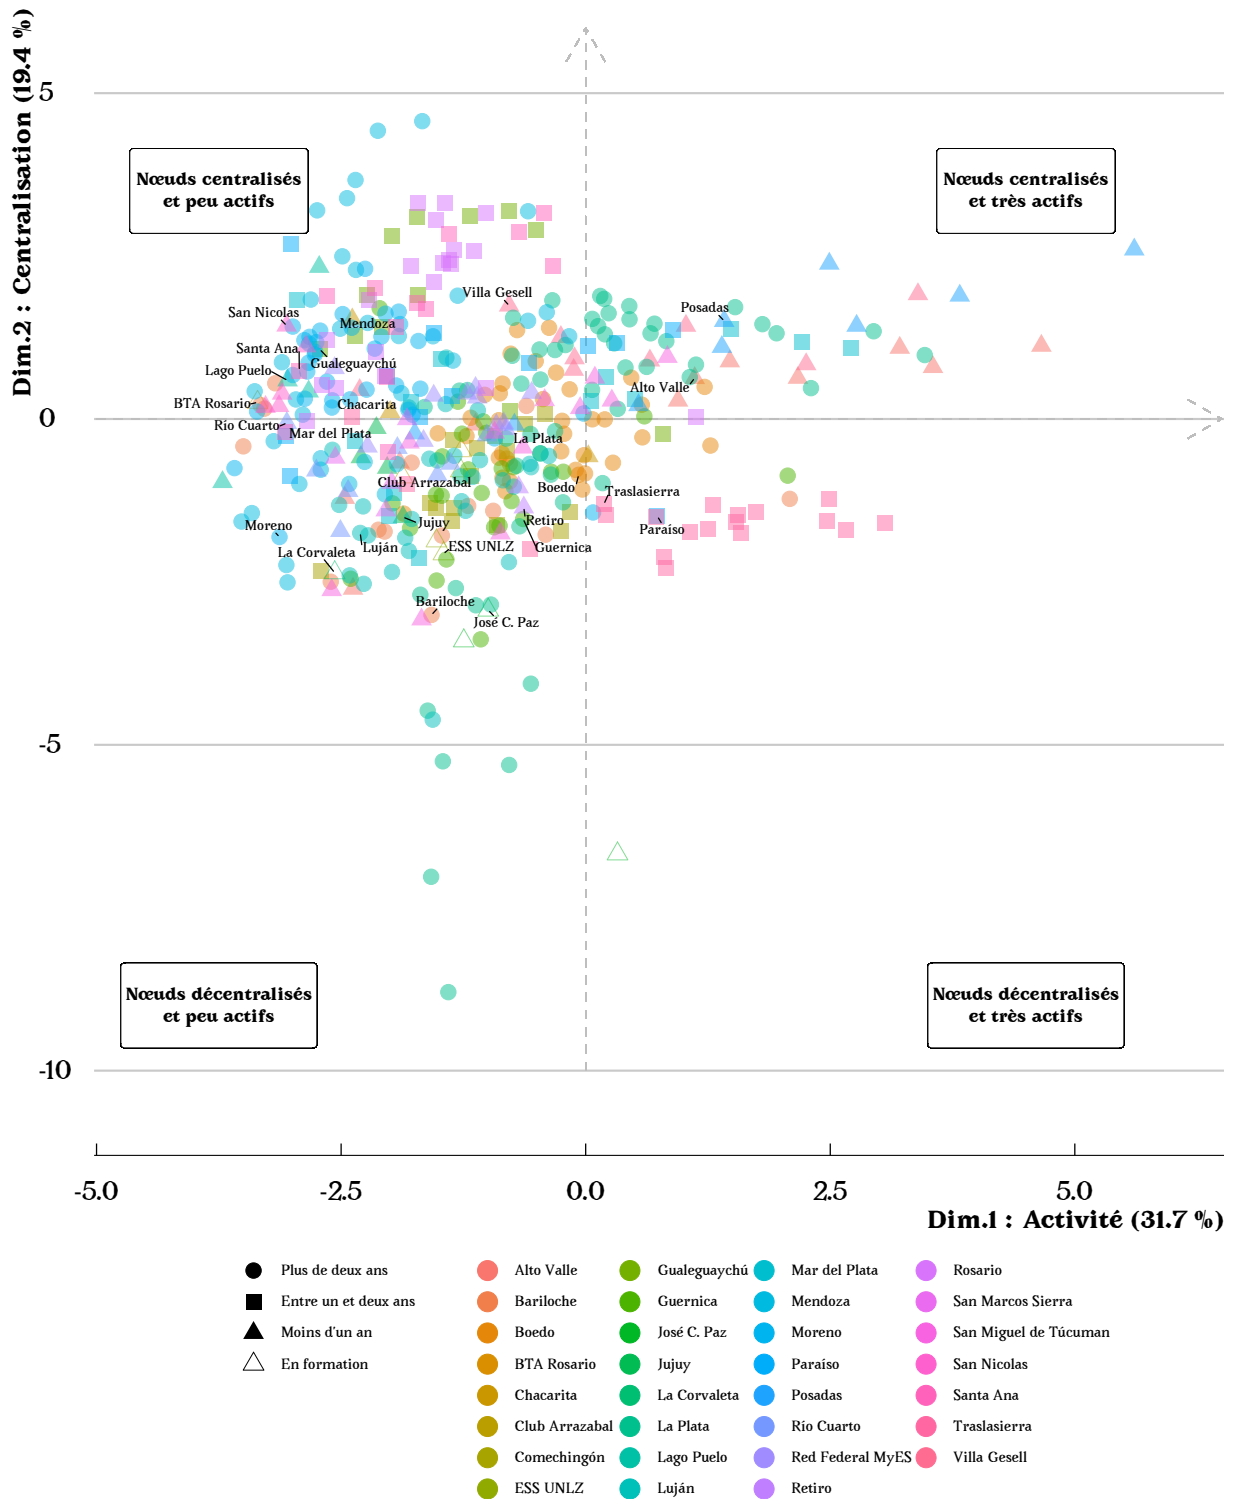 Dim.2 : Centralisation (19.4 %)
5
0
-5
-10
Nœuds centralisés
et peu actifs
Nœuds centralisés
et très actifs
Villa Gesell
Posadas
San Nicolas
Mendoza
Santa Ana
Gualeguaychú
Lago Puelo
Alto Valle
BTA Rosario
Chacarita
Río Cuarto
Mar del Plata
La Plata
Club Arrazabal
Boedo
Traslasierra
Moreno
Jujuy
Retiro
Paraíso
Luján
ESS UNLZ
Guernica
La Corvaleta
Bariloche
José C. Paz
Nœuds décentralisés
et peu actifs
Nœuds décentralisés
et très actifs
-5.0
-2.5
0.0
2.5
5.0
Dim.1 : Activité (31.7 %)
Plus de deux ans
Entre un et deux ans
Moins d'un an
En formation
Alto Valle
Bariloche
Boedo
BTA Rosario
Chacarita
Club Arrazabal
Comechingón
ESS UNLZ
Gualeguaychú
Guernica
José C. Paz
Jujuy
La Corvaleta
La Plata
Lago Puelo
Luján
Mar del Plata
Mendoza
Moreno
Paraíso
Posadas
Río Cuarto
Red Federal MyES
Retiro
Rosario
San Marcos Sierra
San Miguel de Túcuman
San Nicolas
Santa Ana
Traslasierra
Villa Gesell